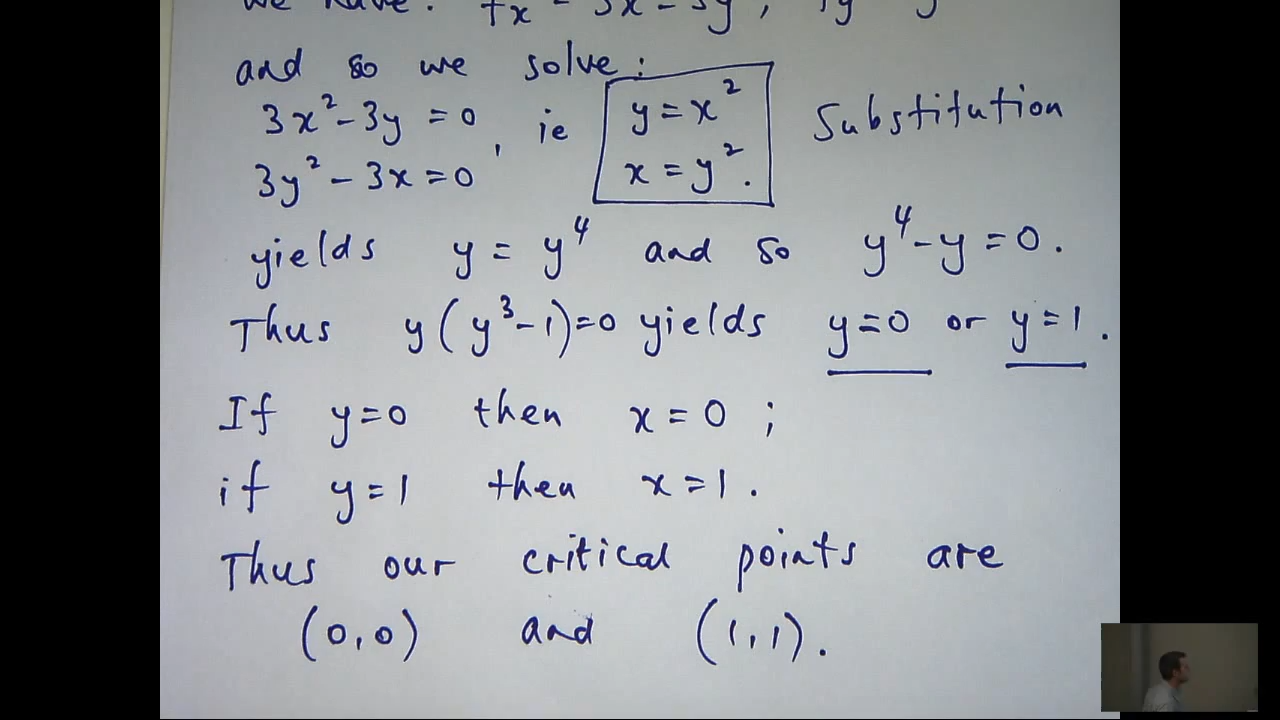 and so we solve:
3x²-3y = 0 , ie y = x² Substitution
3y² - 3x = 0 x = y².
yields y = y⁴ and so y⁴-y = 0.
Thus y(y³-1)=0 yields y=0 or y=1.
If y=0 then x=0 ;
if y=1 then x=1.
Thus our critical points are
(0,0) and (1,1).